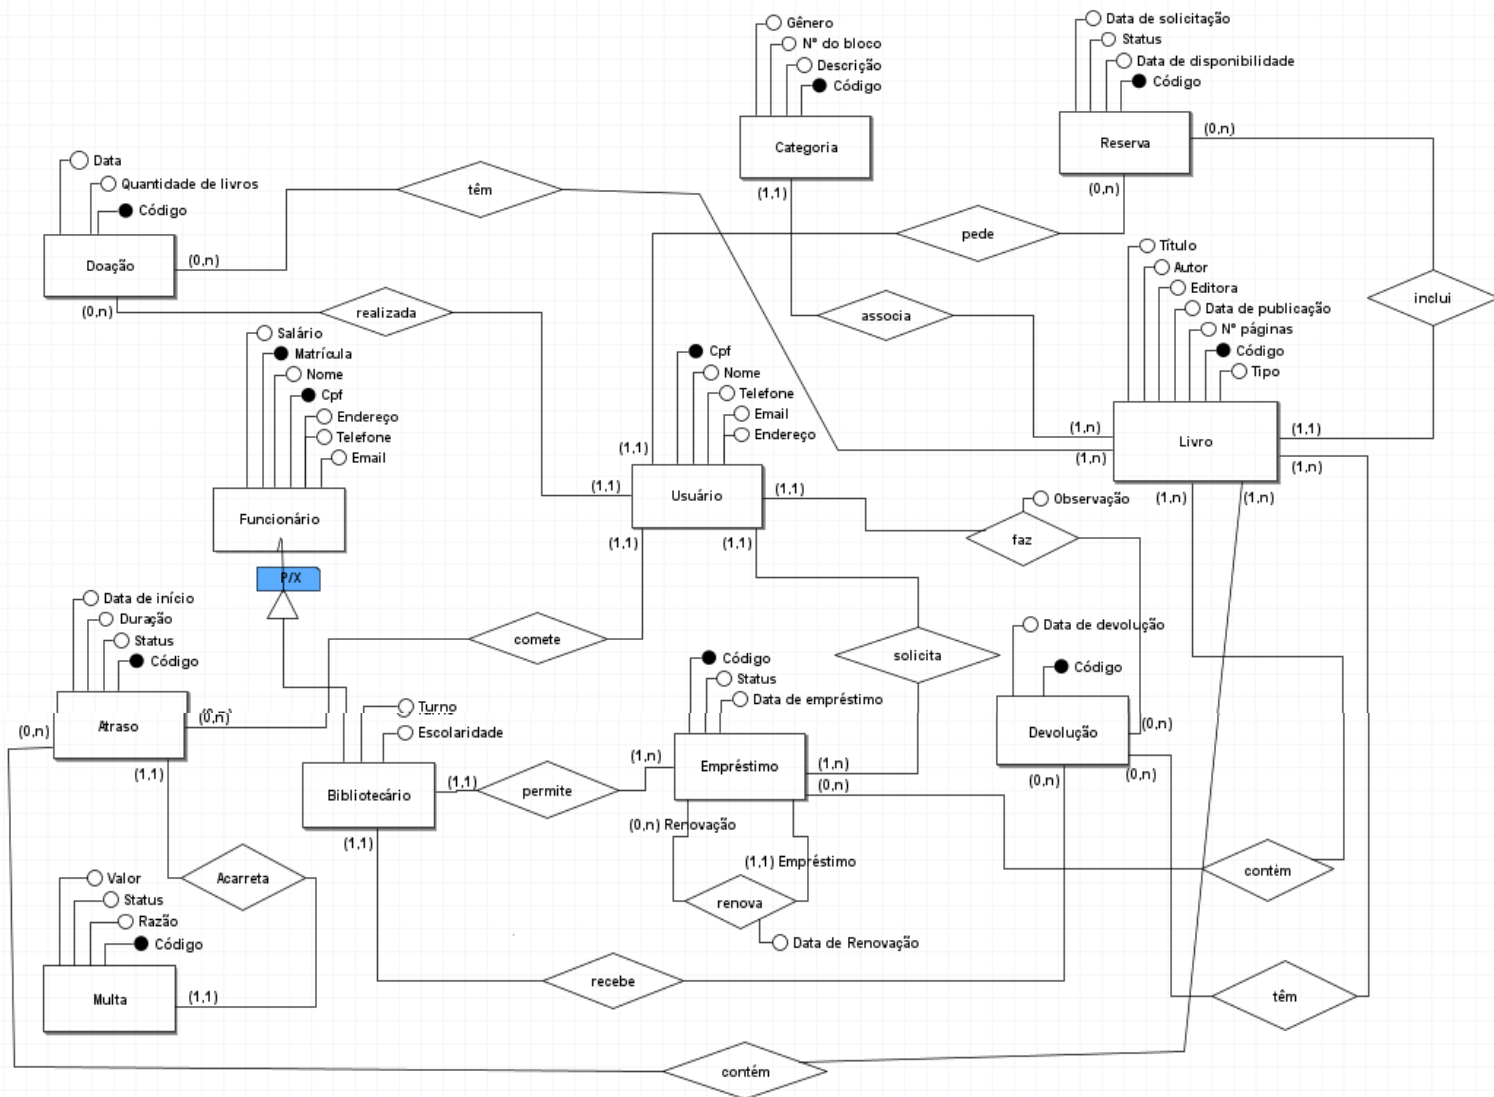 Gênero
Nº do bloco
Descrição
Código
Categoria
(1,1)
Data de solicitação
Status
Data de disponibilidade
Código
Reserva
(0,n)
(0,n)
Data
Quantidade de livros
Código
Doação
(0,n)
(0,n)
têm
pede
realizada
associa
inclui
Título
Autor
Editora
Data de publicação
Nº páginas
Código
Tipo
Livro
(1,n)
(1,n)
(1,1)
(1,n)
(1,n)
(1,n)
Salário
Matrícula
Nome
Cpf
Endereço
Telefone
Email
Funcionário
P/X
Cpf
Nome
Telefone
Email
Endereço
Usuário
(1,1)
(1,1)
(1,1)
(1,1)
(1,1)
Observação
faz
comete
solicita
Data de início
Duração
Status
Código
Atraso
(0,n)
(0,n)
(1,1)
Turno
Escolaridade
Bibliotecário
(1,1)
(1,1)
permite
Código
Status
Data de empréstimo
Empréstimo
(1,n)
(1,n)
(0,n)
(0,n) Renovação
(1,1) Empréstimo
renova
Data de Renovação
Data de devolução
Código
Devolução
(0,n)
(0,n)
(0,n)
contém
Acarreta
Valor
Status
Razão
Código
Multa
(1,1)
recebe
têm
contém